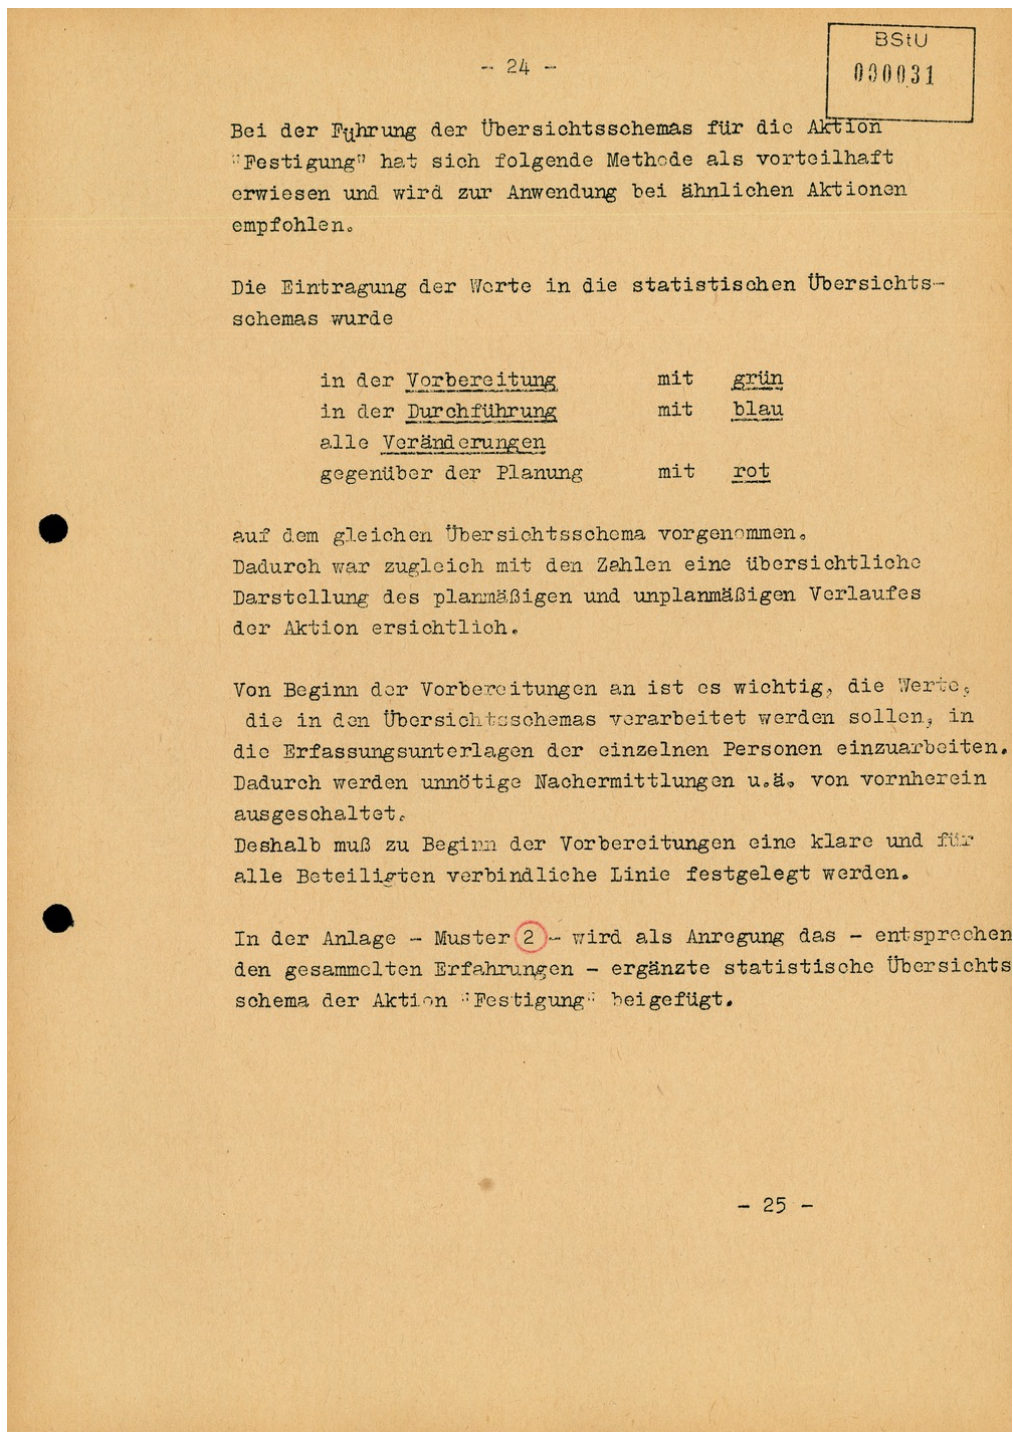 - 24 -
BStU
000031
Bei der Führung der Übersichtsschemas für die Aktion
"Festigung" hat sich folgende Methode als vorteilhaft
erwiesen und wird zur Anwendung bei ähnlichen Aktionen
empfohlen.
Die Eintragung der Werte in die statistischen Übersichts-
schemas wurde
in der Vorbereitung mit grün
in der Durchführung mit blau
alle Veränderungen
gegenüber der Planung mit rot
auf dem gleichen Übersichtsschema vorgenommen.
Dadurch war zugleich mit den Zahlen eine übersichtliche
Darstellung des planmäßigen und unplanmäßigen Verlaufes
der Aktion ersichtlich.
Von Beginn der Vorbereitungen an ist es wichtig, die Werte,
die in den Übersichtsschemas verarbeitet werden sollen, in
die Erfassungsunterlagen der einzelnen Personen einzuarbeiten.
Dadurch werden unnötige Nachermittlungen u.ä. von vornherein
ausgeschaltet.
Deshalb muß zu Beginn der Vorbereitungen eine klare und für
alle Beteiligten verbindliche Linie festgelegt werden.
In der Anlage - Muster 2 - wird als Anregung das - entsprechen
den gesammelten Erfahrungen - ergänzte statistische Übersichts
schema der Aktion "Festigung" beigefügt.
- 25 -